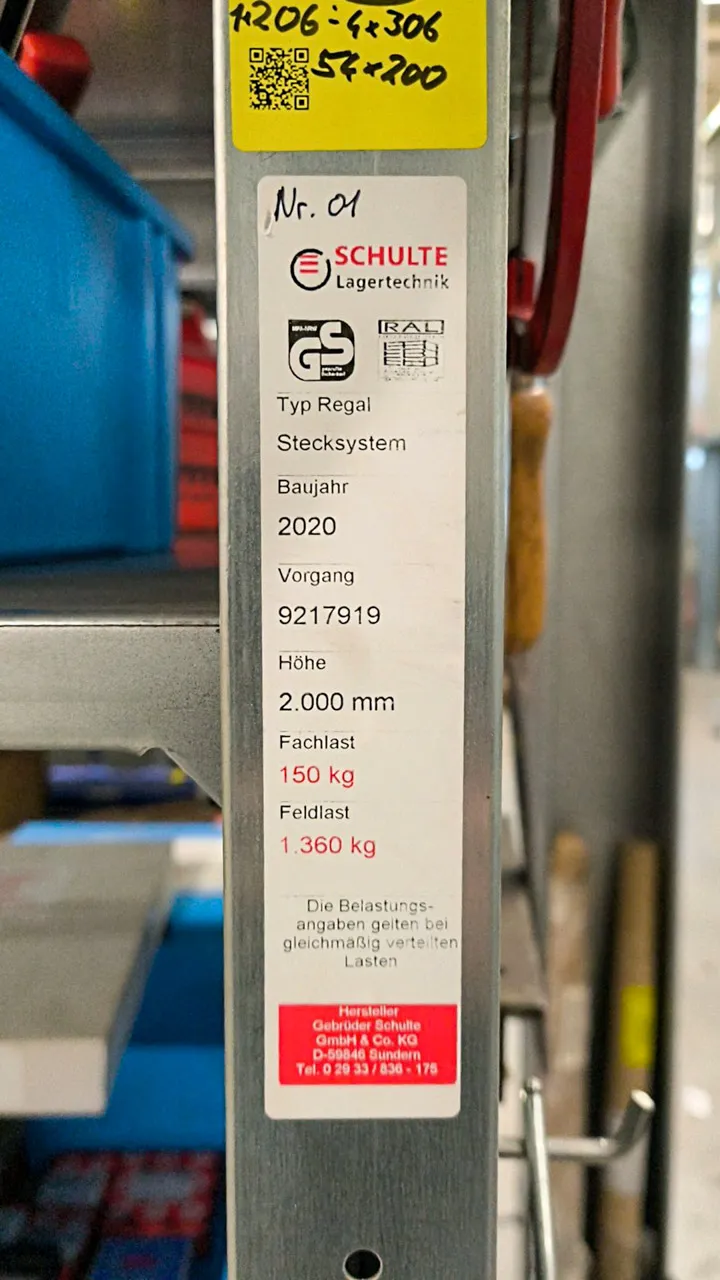 1×206÷4×306
54×200
Nr. 01
SCHULTE
Lagertechnik
GS
RAL
Typ Regal
Stecksystem
Baujahr
2020
Vorgang
9217919
Höhe
2.000 mm
Fachlast
150 kg
Feldlast
1.360 kg
Die Belastungs-
angaben gelten bei
gleichmäßig verteilten
Lasten
Hersteller
Gebrüder Schulte
GmbH & Co. KG
D-59846 Sundern
Tel. 0 29 33 / 836 - 175